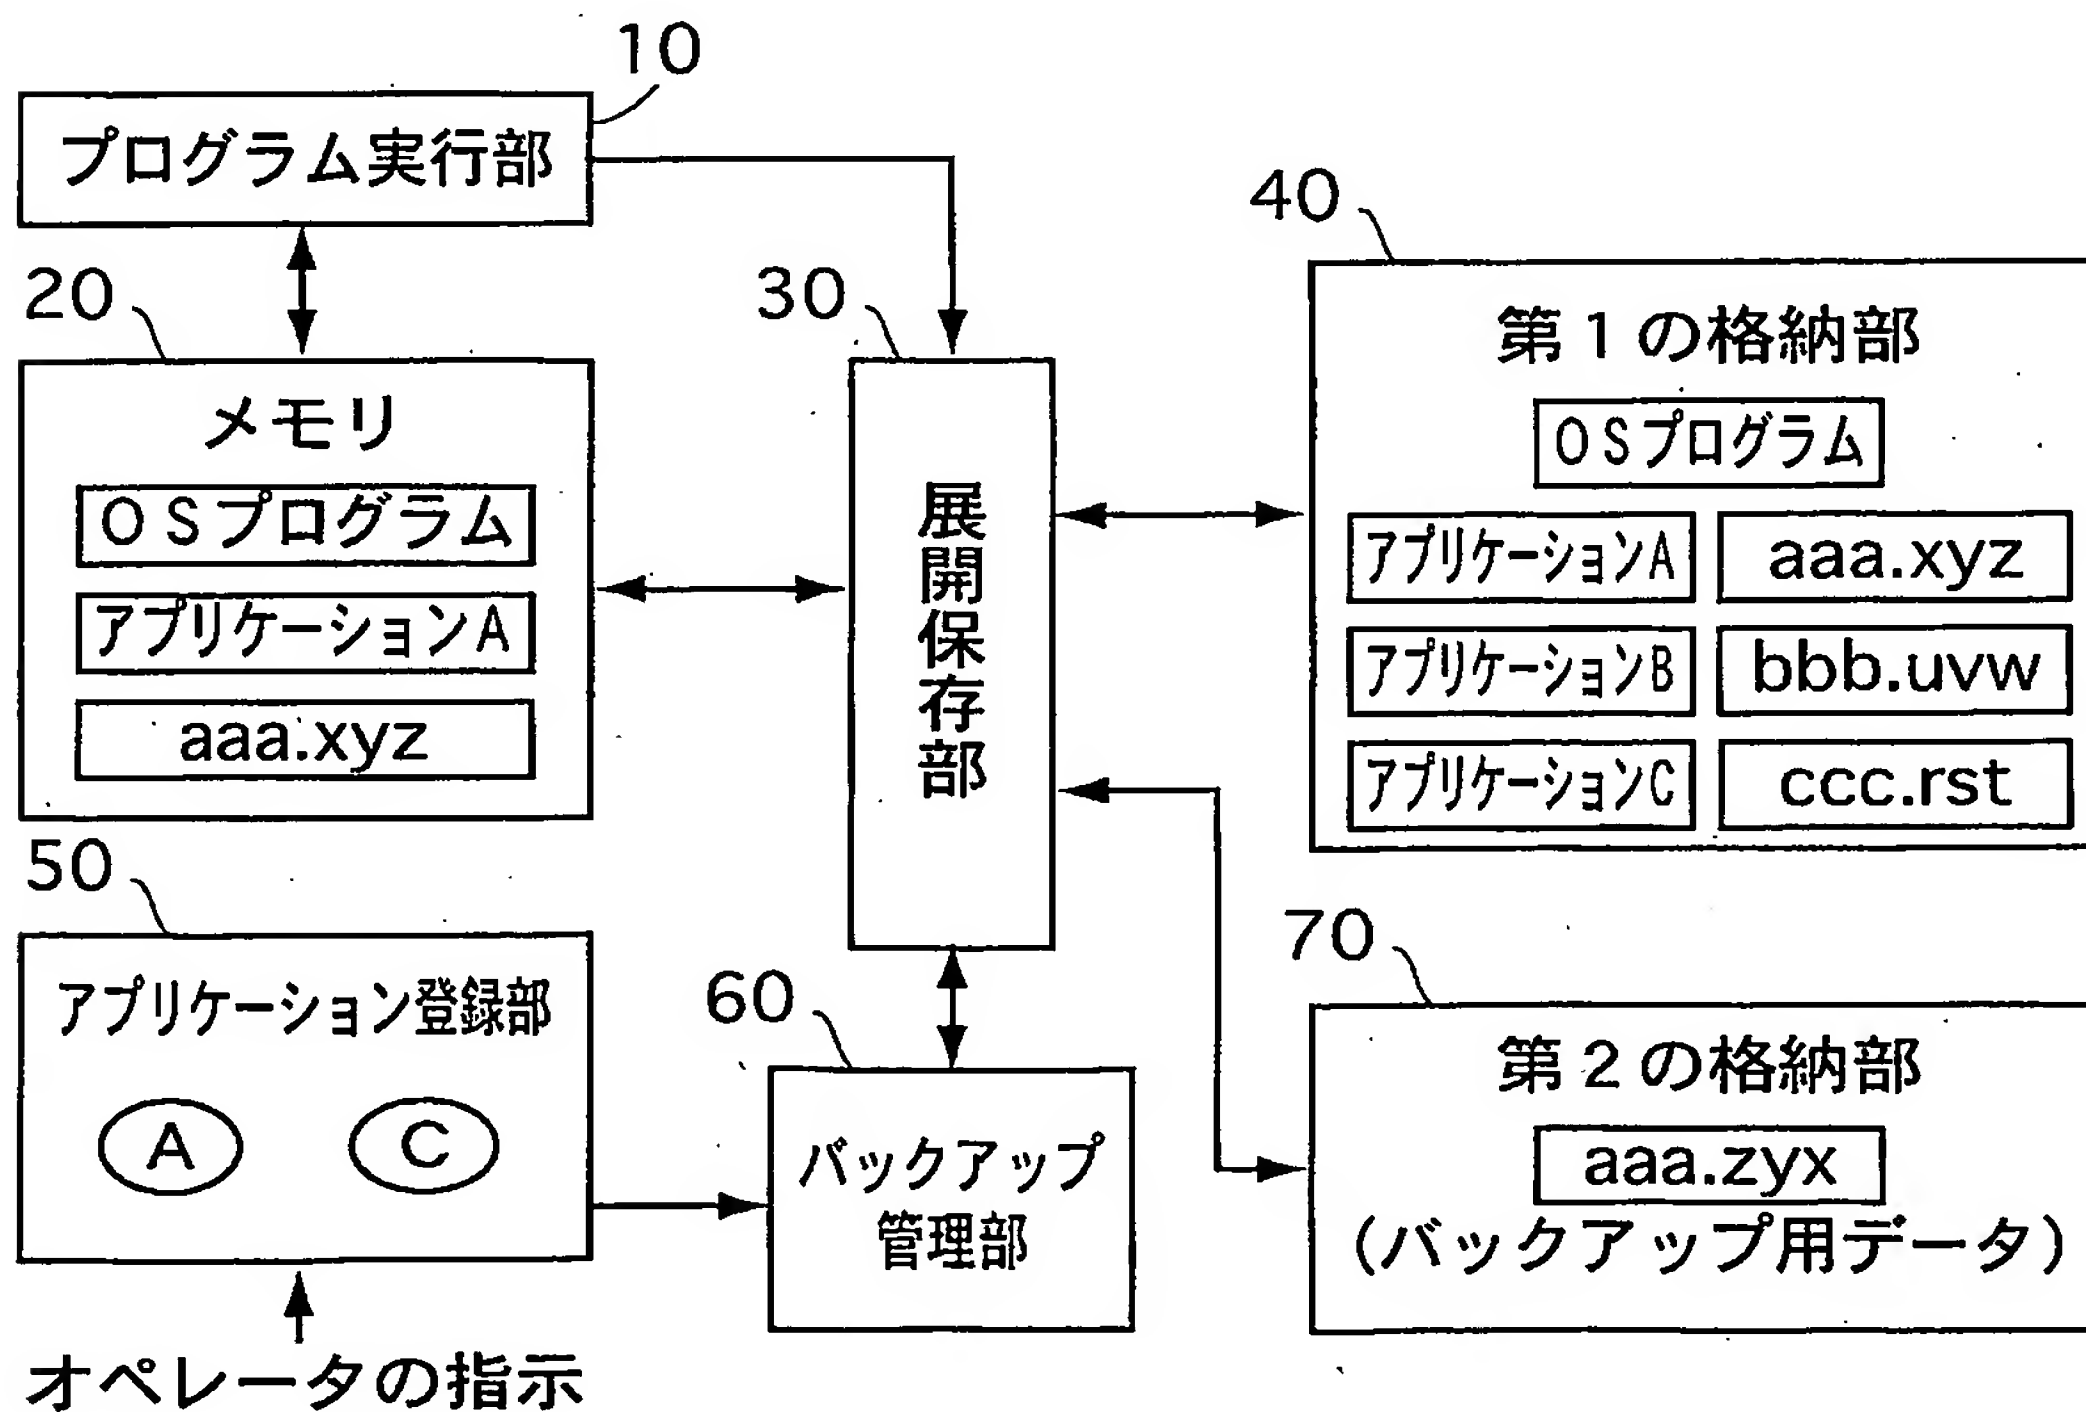 10
プログラム実行部
20
メモリ
OSプログラム
アプリケーションA
aaa.xyz
30
展開保存部
40
第1の格納部
OSプログラム
アプリケーションA
aaa.xyz
アプリケーションB
bbb.uvw
アプリケーションC
ccc.rst
50
アプリケーション登録部
A
C
オペレータの指示
60
バックアップ
管理部
70
第2の格納部
aaa.zyx
(バックアップ用データ)